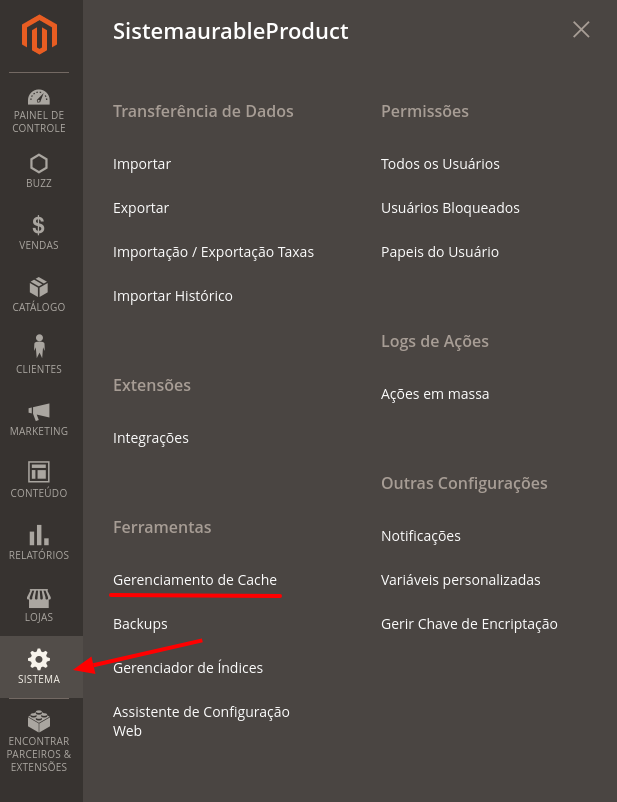 SistemaurableProduct
PAINEL DE
CONTROLE
BUZZ
VENDAS
CATÁLOGO
CLIENTES
MARKETING
CONTEÚDO
RELATÓRIOS
LOJAS
SISTEMA
ENCONTRAR
PARCEIROS &
EXTENSÕES
Transferência de Dados
Importar
Exportar
Importação / Exportação Taxas
Importar Histórico
Extensões
Integrações
Ferramentas
Gerenciamento de Cache
Backups
Gerenciador de Índices
Assistente de Configuração
Web
Permissões
Todos os Usuários
Usuários Bloqueados
Papeis do Usuário
Logs de Ações
Ações em massa
Outras Configurações
Notificações
Variáveis personalizadas
Gerir Chave de Encriptação